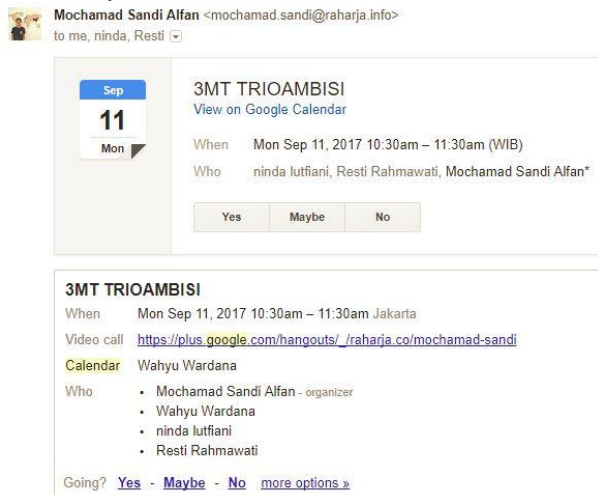 Mochamad Sandi Alfan <mochamad.sandi@raharja.info>
to me, ninda, Resti
Sep
11
Mon
3MT TRIOAMBISI
View on Google Calendar
When Mon Sep 11, 2017 10:30am – 11:30am (WIB)
Who ninda lutfiani, Resti Rahmawati, Mochamad Sandi Alfan*
Yes Maybe No
3MT TRIOAMBISI
When Mon Sep 11, 2017 10:30am – 11:30am Jakarta
Video call https://plus.google.com/hangouts/_/raharja.co/mochamad-sandi
Calendar Wahyu Wardana
Who • Mochamad Sandi Alfan - organizer
• Wahyu Wardana
• ninda lutfiani
• Resti Rahmawati
Going? Yes - Maybe - No more options »